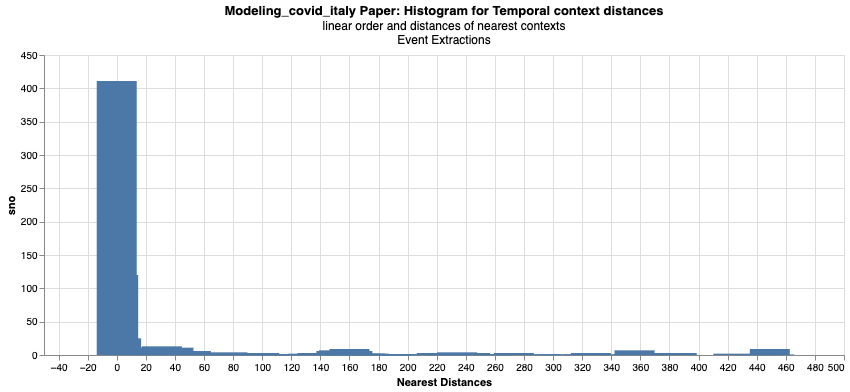 Modeling_covid_italy Paper: Histogram for Temporal context distances
linear order and distances of nearest contexts
Event Extractions
450
400
350
300
250
200
150
100
50
0
sno
−40 −20 0 20 40 60 80 100 120 140 160 180 200 220 240 260 280 300 320 340 360 380 400 420 440 460 480 500
Nearest Distances